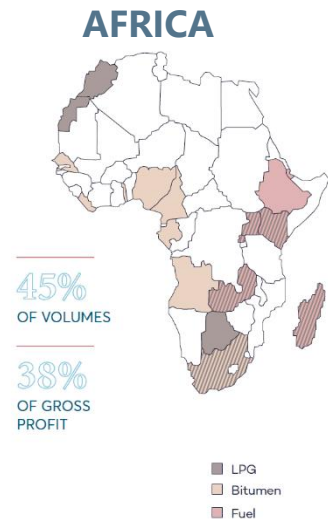 AFRICA
45%
OF VOLUMES
38%
OF GROSS
PROFIT
LPG
Bitumen
Fuel